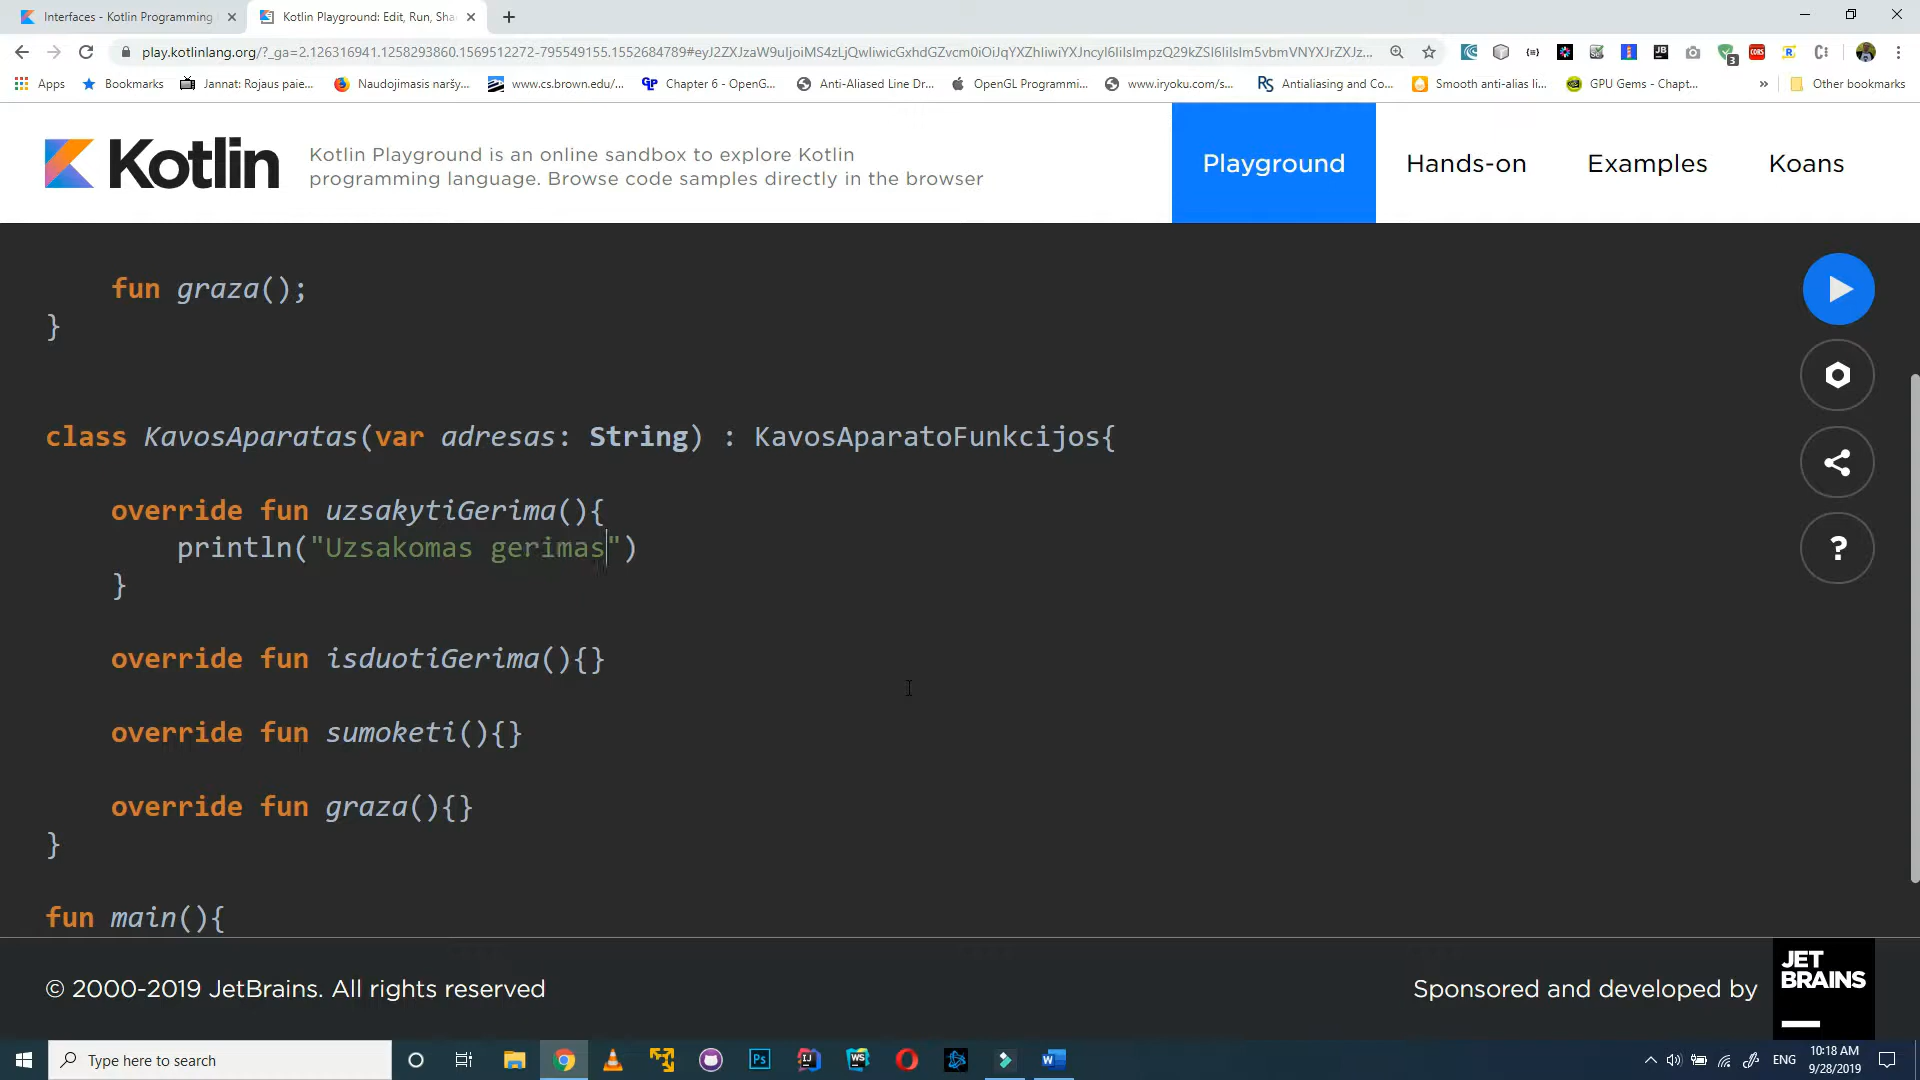 Interfaces - Kotlin Programming
Kotlin Playground: Edit, Run, Sha
play.kotlinlang.org/?_ga=2.126316941.1258293860.1569512272-795549155.1552684789#eyJ2ZXJzaW9uIjoiMS4zLjQwIiwicGxhdGZvcm0iOiJqYXZhIiwiYXJncyI6IiIsImpzQ29kZSI6IiIsIm5vbmVNYXJrZXJz...
Apps
Bookmarks
Jannat: Rojaus paie...
Naudojimasis naršy...
www.cs.brown.edu/...
Chapter 6 - OpenG...
Anti-Aliased Line Dr...
OpenGL Programmi...
www.iryoku.com/s...
Antialiasing and Co...
Smooth anti-alias li...
GPU Gems - Chapt...
»
Other bookmarks
Kotlin
Kotlin Playground is an online sandbox to explore Kotlin
programming language. Browse code samples directly in the browser
Playground
Hands-on
Examples
Koans
fun graza();
}
class KavosAparatas(var adresas: String) : KavosAparatoFunkcijos{
override fun uzsakytiGerima(){
println("Uzsakomas gerimas")
}
override fun isduotiGerima(){}
override fun sumoketi(){}
override fun graza(){}
}
fun main(){
?
© 2000-2019 JetBrains. All rights reserved
Sponsored and developed by
JET
BRAINS
Type here to search
ENG
10:18 AM
9/28/2019